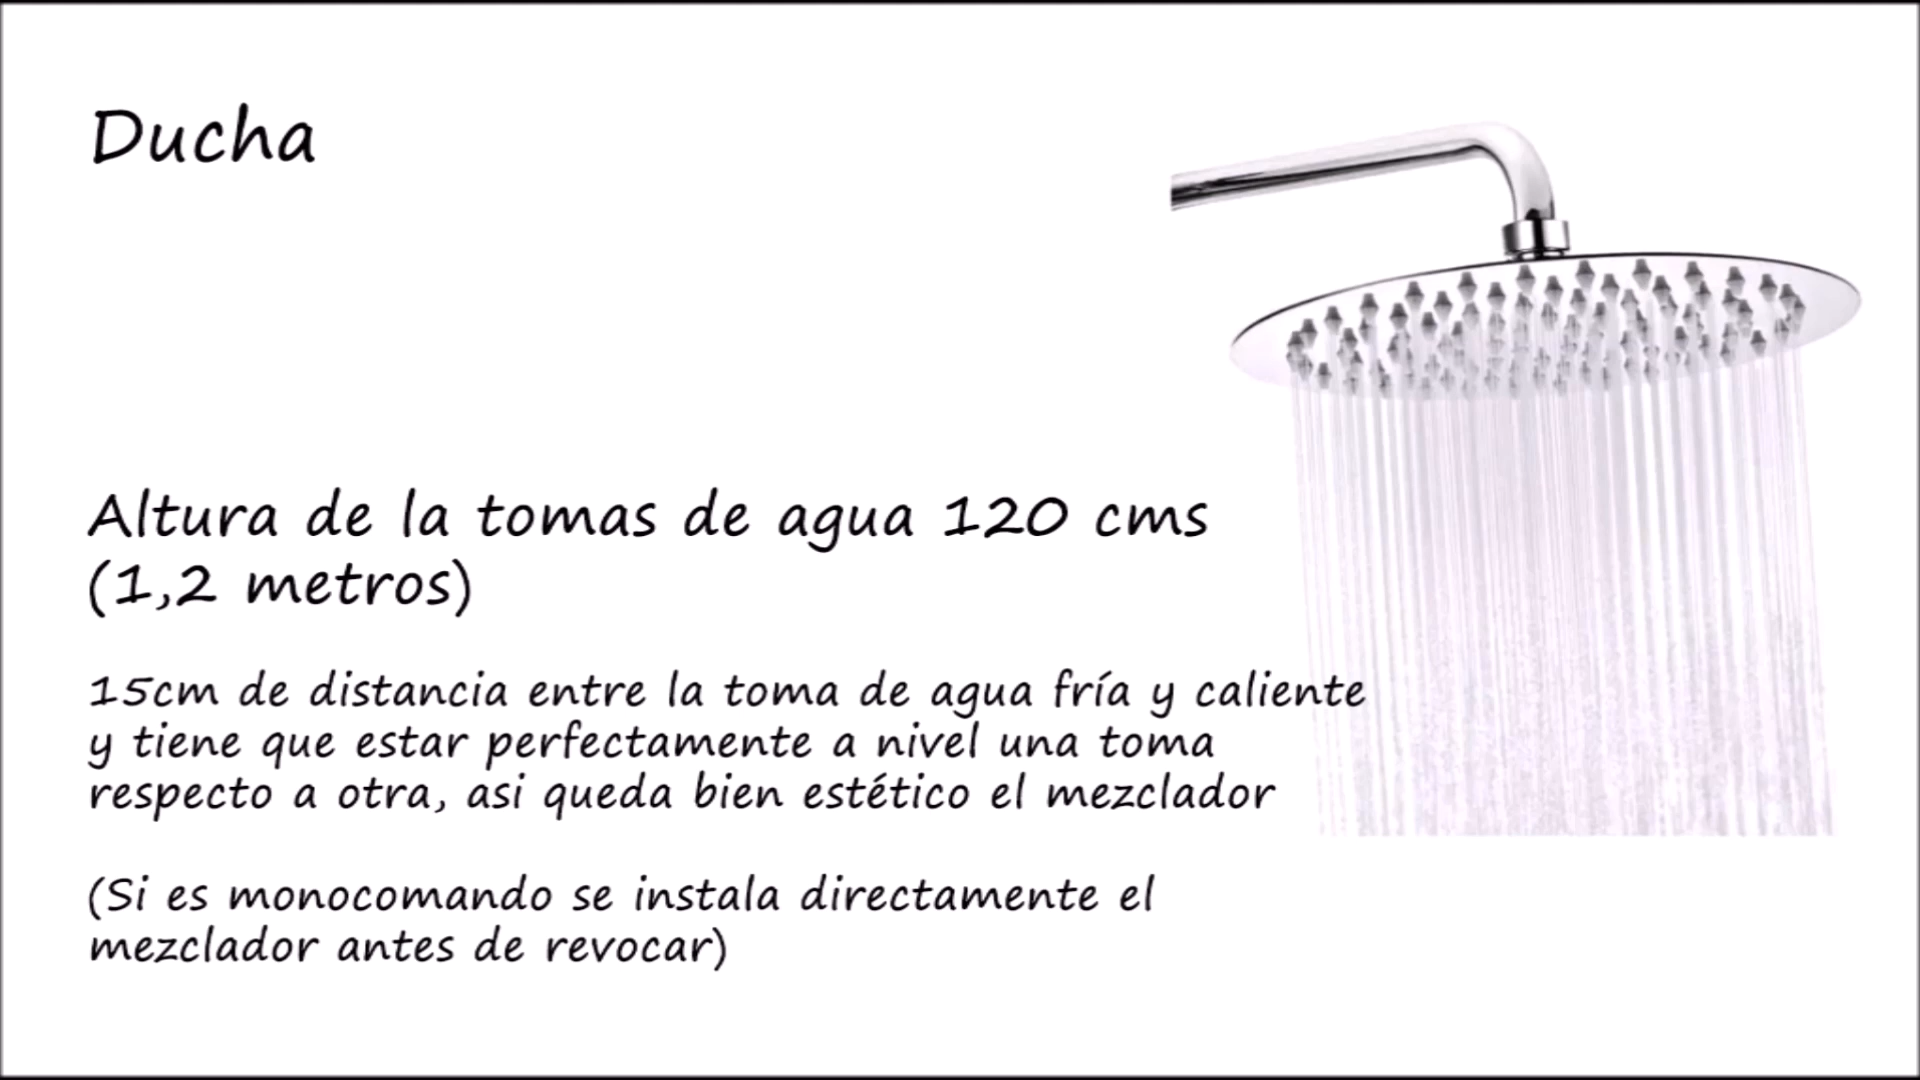 Ducha
Altura de la tomas de agua 120 cms
(1,2 metros)
15cm de distancia entre la toma de agua fría y caliente
y tiene que estar perfectamente a nivel una toma
respecto a otra, asi queda bien estético el mezclador
(Si es monocomando se instala directamente el
mezclador antes de revocar)